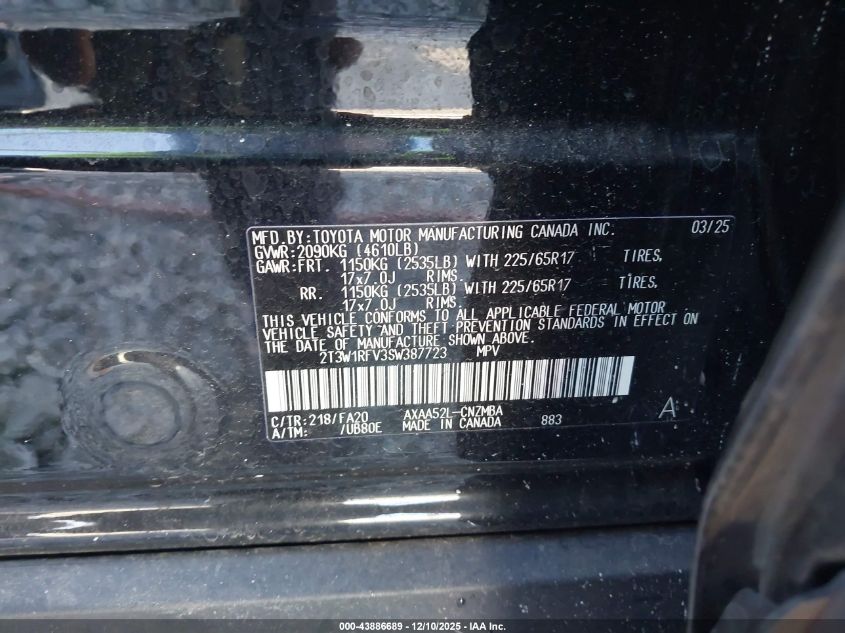 MFD.BY:TOYOTA MOTOR MANUFACTURING CANADA INC. 03/25
GVWR:2090KG (4610LB)
GAWR:FRT. 1150KG (2535LB) WITH 225/65R17 TIRES,
17x7.0J RIMS.
RR. 1150KG (2535LB) WITH 225/65R17 TIRES,
17x7.0J RIMS.
THIS VEHICLE CONFORMS TO ALL APPLICABLE FEDERAL MOTOR
VEHICLE SAFETY AND THEFT PREVENTION STANDARDS IN EFFECT ON
THE DATE OF MANUFACTURE SHOWN ABOVE.
2T3W1RFV3SW387723 MPV
C/TR:218/FA20 AXAA52L-CNZMBA A
A/TM: /UB80E MADE IN CANADA 883
000-43886689 - 12/10/2025 - IAA Inc.